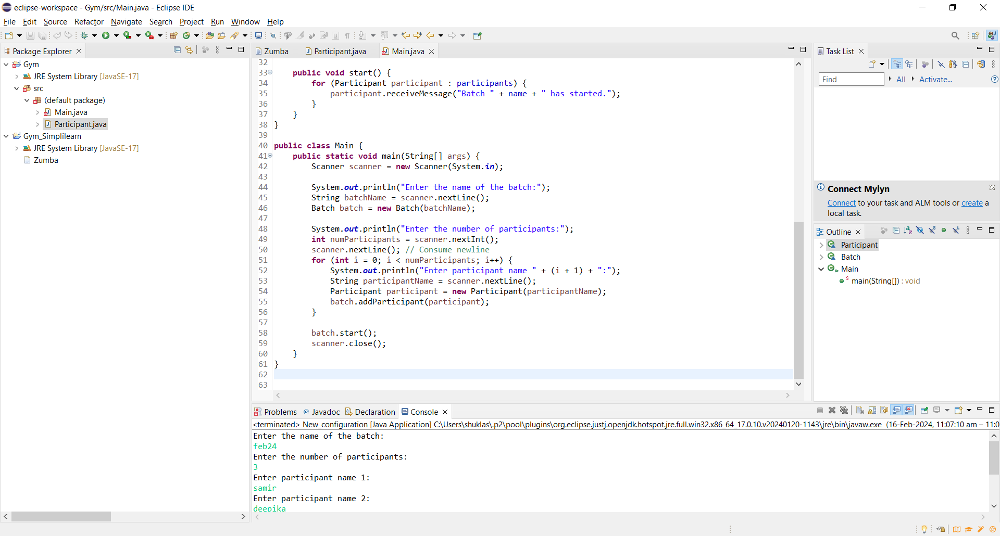 eclipse-workspace - Gym/src/Main.java - Eclipse IDE
File Edit Source Refactor Navigate Search Project Run Window Help
Package Explorer
Gym
JRE System Library [JavaSE-17]
src
(default package)
Main.java
Participant.java
Gym_Simplilearn
JRE System Library [JavaSE-17]
Zumba
Zumba Participant.java Main.java
32
33 public void start() {
34 for (Participant participant : participants) {
35 participant.receiveMessage("Batch " + name + " has started.");
36 }
37 }
38 }
39
40 public class Main {
41 public static void main(String[] args) {
42 Scanner scanner = new Scanner(System.in);
43
44 System.out.println("Enter the name of the batch:");
45 String batchName = scanner.nextLine();
46 Batch batch = new Batch(batchName);
47
48 System.out.println("Enter the number of participants:");
49 int numParticipants = scanner.nextInt();
50 scanner.nextLine(); // Consume newline
51 for (int i = 0; i < numParticipants; i++) {
52 System.out.println("Enter participant name " + (i + 1) + ":");
53 String participantName = scanner.nextLine();
54 Participant participant = new Participant(participantName);
55 batch.addParticipant(participant);
56 }
57
58 batch.start();
59 scanner.close();
60 }
61 }
62
63
Task List
Find All Activate...
Connect Mylyn
Connect to your task and ALM tools or create a
local task.
Outline
Participant
Batch
Main
main(String[]) : void
Problems Javadoc Declaration Console
<terminated> New_configuration [Java Application] C:\Users\shuklas\.p2\pool\plugins\org.eclipse.justj.openjdk.hotspot.jre.full.win32.x86_64_17.0.10.v20240120-1143\jre\bin\javaw.exe (16-Feb-2024, 11:07:10 am – 11:0
Enter the name of the batch:
feb24
Enter the number of participants:
3
Enter participant name 1:
samir
Enter participant name 2:
deepika